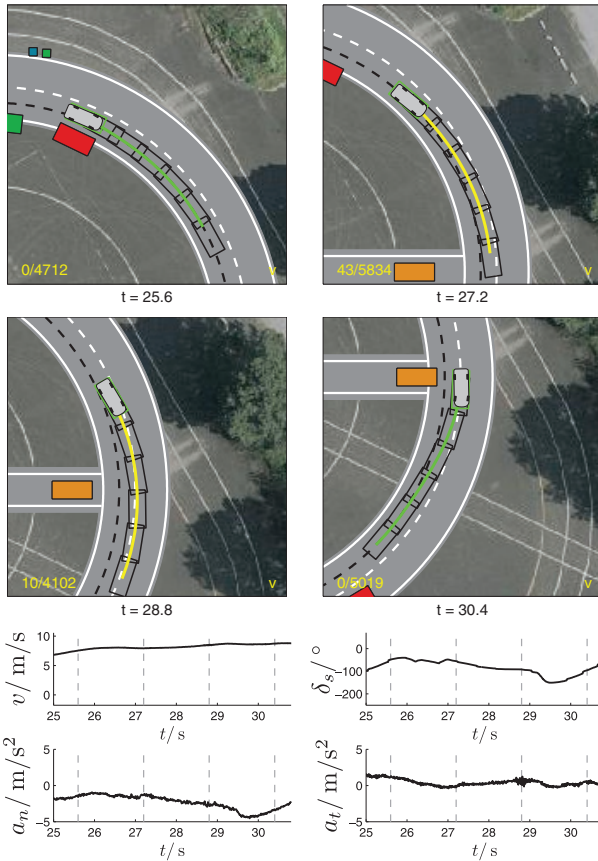 0/4712 v
43/5834 v
t = 25.6
t = 27.2
10/4102 v
0/5019 v
t = 28.8
t = 30.4
v/ m/s
10
5
0
25 26 27 28 29 30
t/ s
δs/ °
0
-100
-200
25 26 27 28 29 30
t/ s
an/ m/s²
5
0
-5
25 26 27 28 29 30
t/ s
at/ m/s²
5
0
-5
25 26 27 28 29 30
t/ s